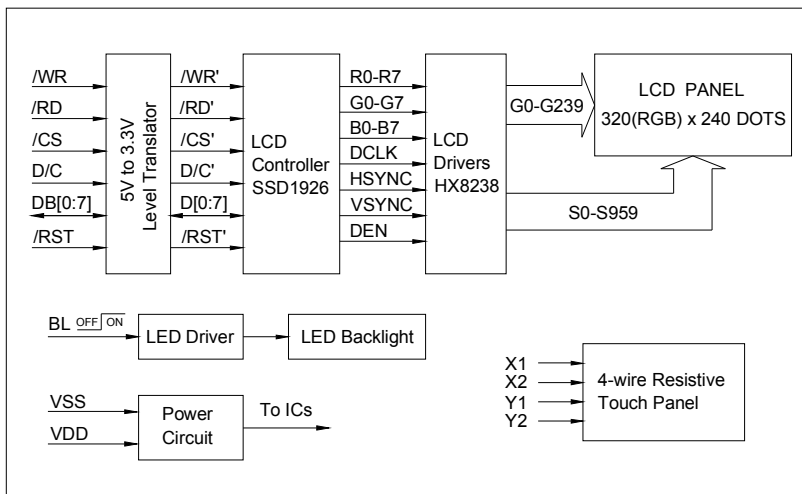 /WR
/RD
/CS
D/C
DB[0:7]
/RST
5V to 3.3V
Level Translator
/WR'
/RD'
/CS'
D/C'
D[0:7]
/RST'
LCD
Controller
SSD1926
R0-R7
G0-G7
B0-B7
DCLK
HSYNC
VSYNC
DEN
LCD
Drivers
HX8238
G0-G239
S0-S959
LCD PANEL
320(RGB) x 240 DOTS
BL OFF ON
LED Driver
LED Backlight
VSS
VDD
Power
Circuit
To ICs
X1
X2
Y1
Y2
4-wire Resistive
Touch Panel